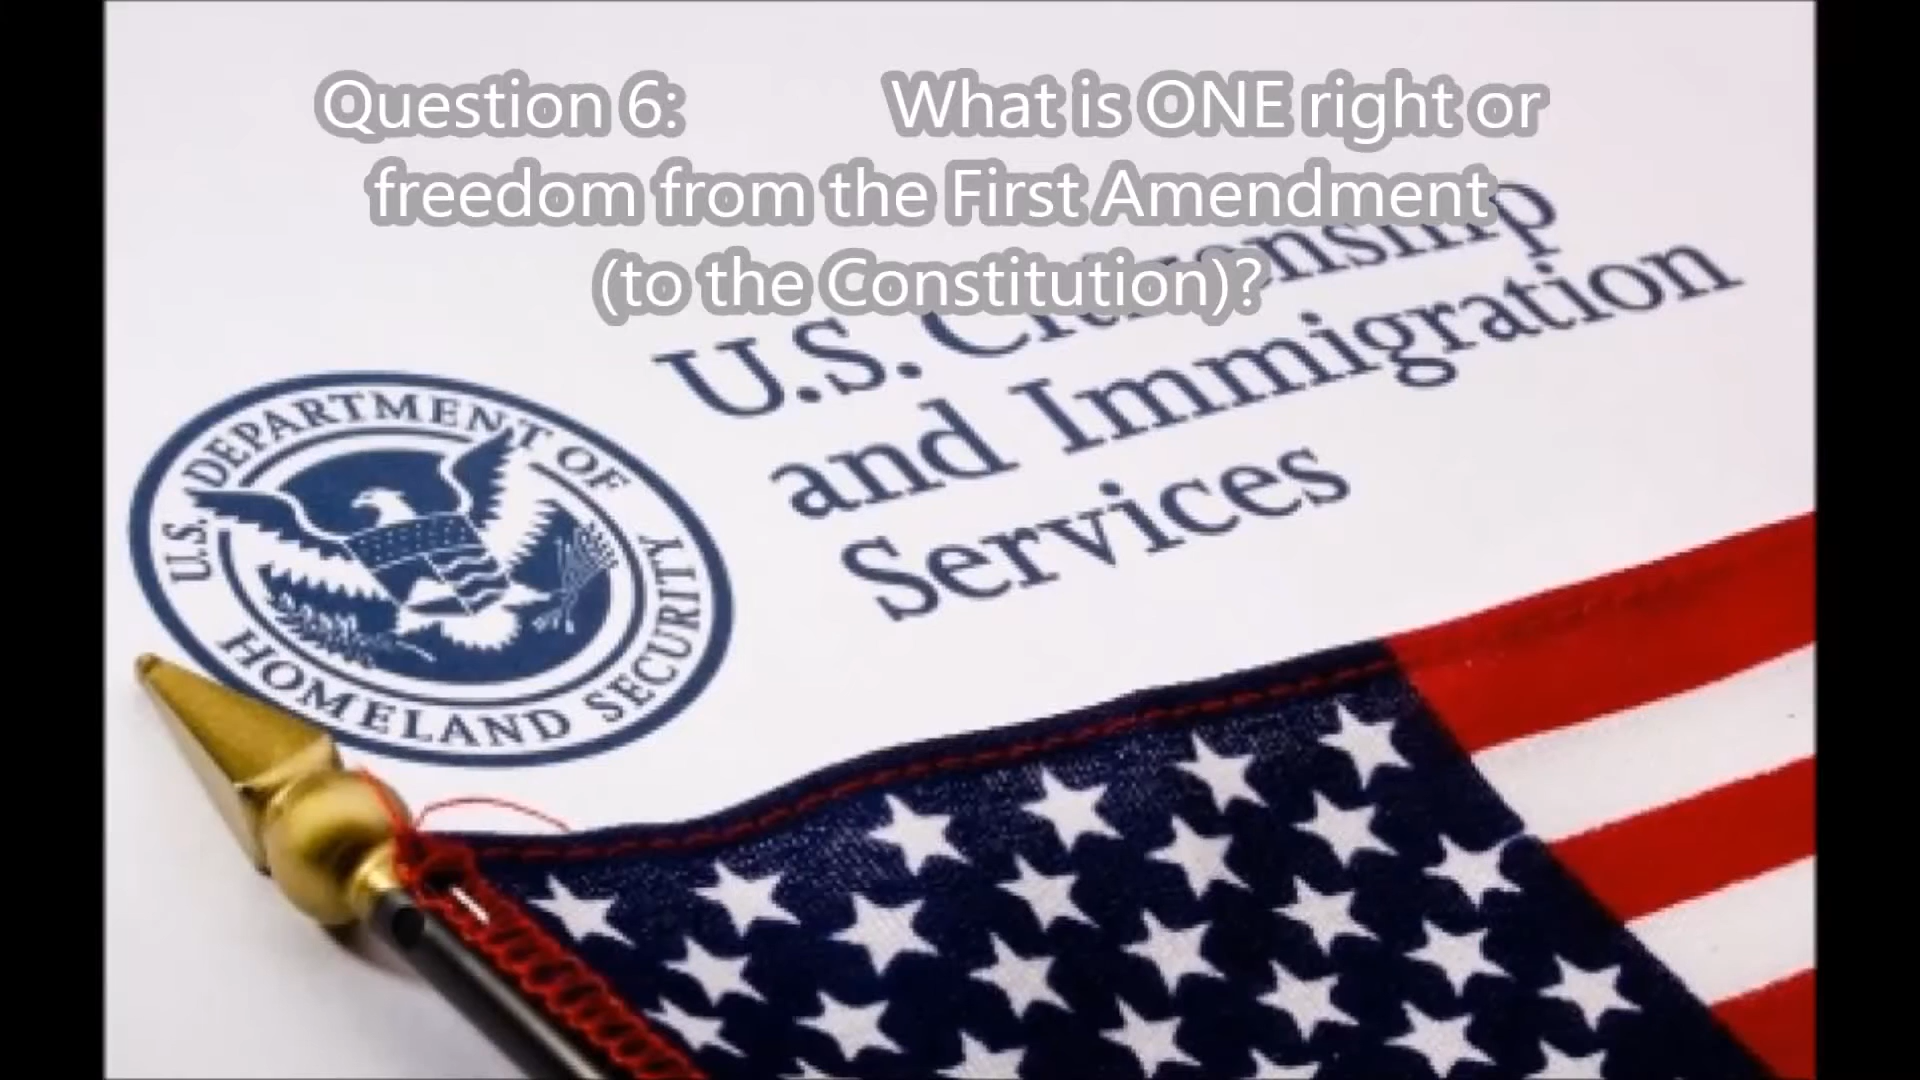 Question 6: What is ONE right or
freedom from the First Amendment
(to the Constitution)?
U.S. Citizenship
and Immigration
Services
U.S. DEPARTMENT OF
HOMELAND SECURITY